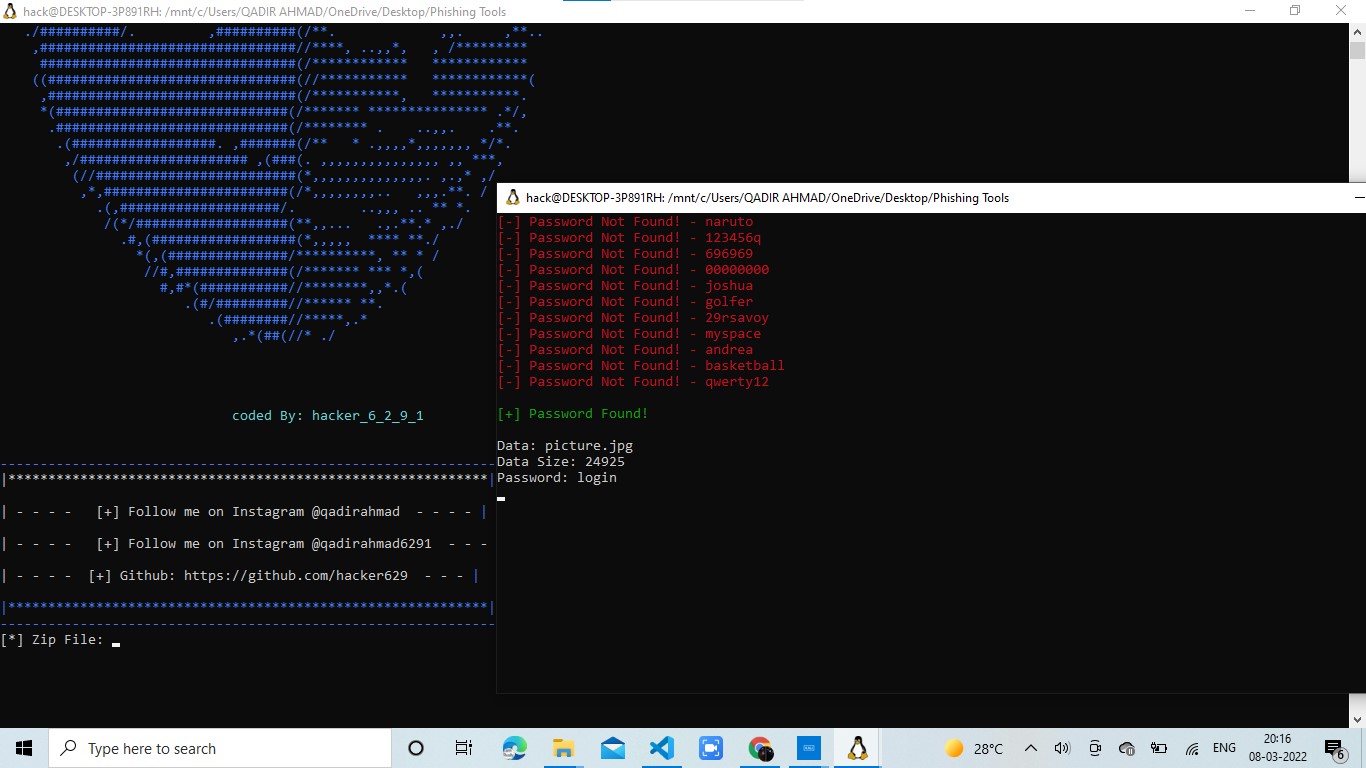 hack@DESKTOP-3P891RH: /mnt/c/Users/QADIR AHMAD/OneDrive/Desktop/Phishing Tools
coded By: hacker_6_2_9_1
| - - - -   [+] Follow me on Instagram @qadirahmad  - - - - |
| - - - -   [+] Follow me on Instagram @qadirahmad6291  - - -
| - - - -  [+] Github: https://github.com/hacker629  - - - |
[*] Zip File:
hack@DESKTOP-3P891RH: /mnt/c/Users/QADIR AHMAD/OneDrive/Desktop/Phishing Tools
[-] Password Not Found! - naruto
[-] Password Not Found! - 123456q
[-] Password Not Found! - 696969
[-] Password Not Found! - 00000000
[-] Password Not Found! - joshua
[-] Password Not Found! - golfer
[-] Password Not Found! - 29rsavoy
[-] Password Not Found! - myspace
[-] Password Not Found! - andrea
[-] Password Not Found! - basketball
[-] Password Not Found! - qwerty12
[+] Password Found!
Data: picture.jpg
Data Size: 24925
Password: login
Type here to search
28°C
ENG
20:16
08-03-2022
6